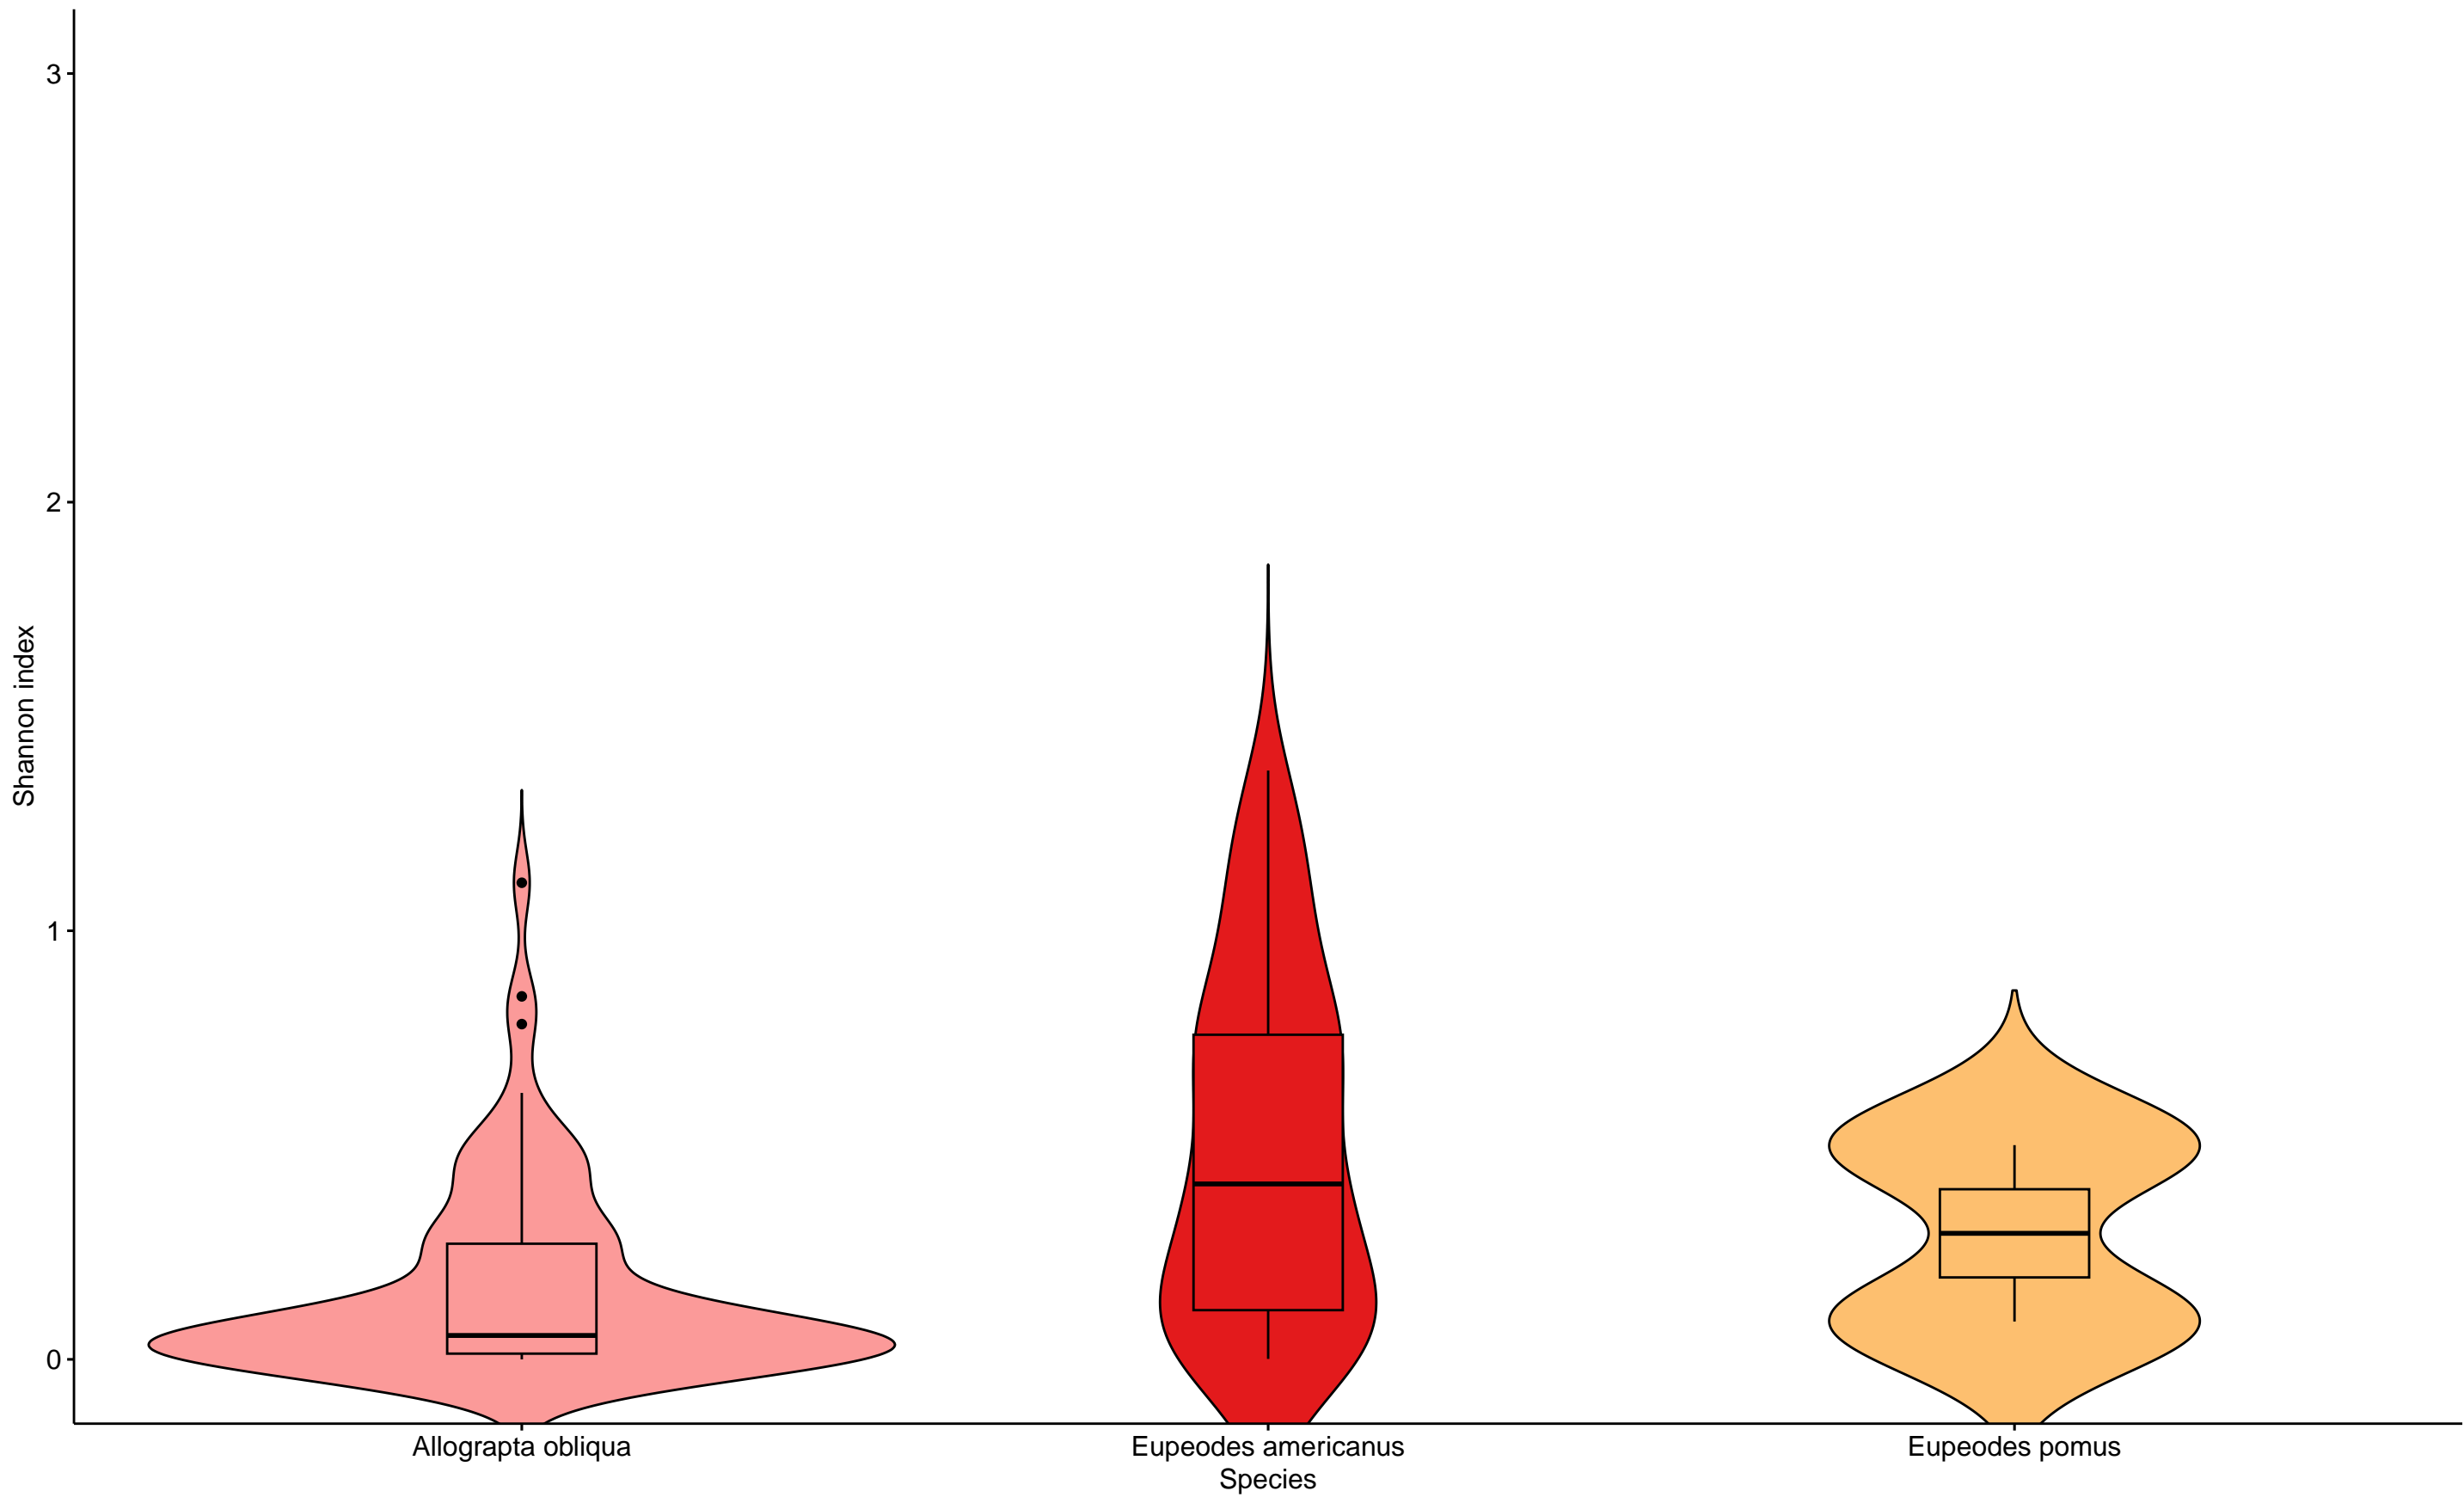 Shannon index
3
2
1
0
Allograpta obliqua
Eupeodes americanus
Eupeodes pomus
Species